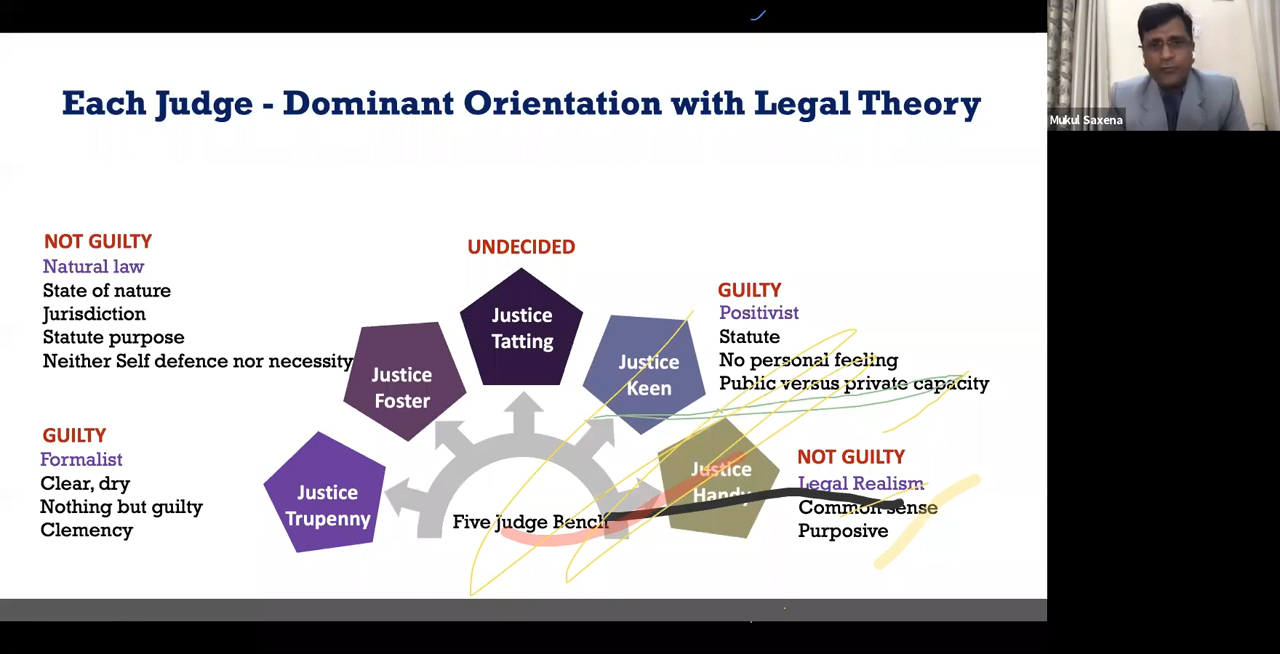 Each Judge - Dominant Orientation with Legal Theory
Mukul Saxena
NOT GUILTY
Natural law
State of nature
Jurisdiction
Statute purpose
Neither Self defence nor necessity
GUILTY
Formalist
Clear, dry
Nothing but guilty
Clemency
Justice
Trupenny
Justice
Foster
UNDECIDED
Justice
Tatting
Justice
Keen
GUILTY
Positivist
Statute
No personal feeling
Public versus private capacity
Justice
Handy
NOT GUILTY
Legal Realism
Common sense
Purposive
Five Judge Bench